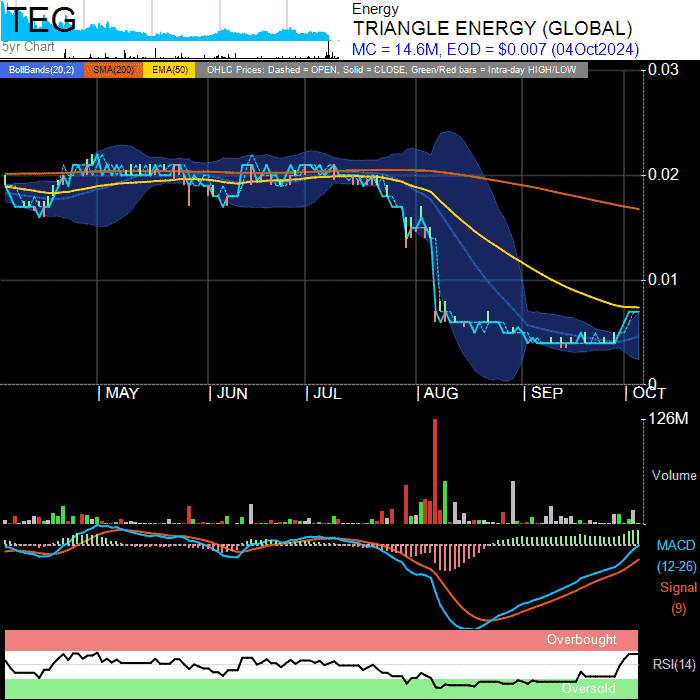 TEG
5yr Chart
Energy
TRIANGLE ENERGY (GLOBAL)
MC = 14.6M, EOD = $0.007 (04Oct2024)
BollBands(20,2) SMA(200) EMA(50) OHLC Prices: Dashed = OPEN, Solid = CLOSE, Green/Red bars = Intra-day HIGH/LOW
0.03
0.02
0.01
0
MAY JUN JUL AUG SEP OCT
126M
Volume
MACD
(12-26)
Signal
(9)
Overbought
RSI(14)
Oversold